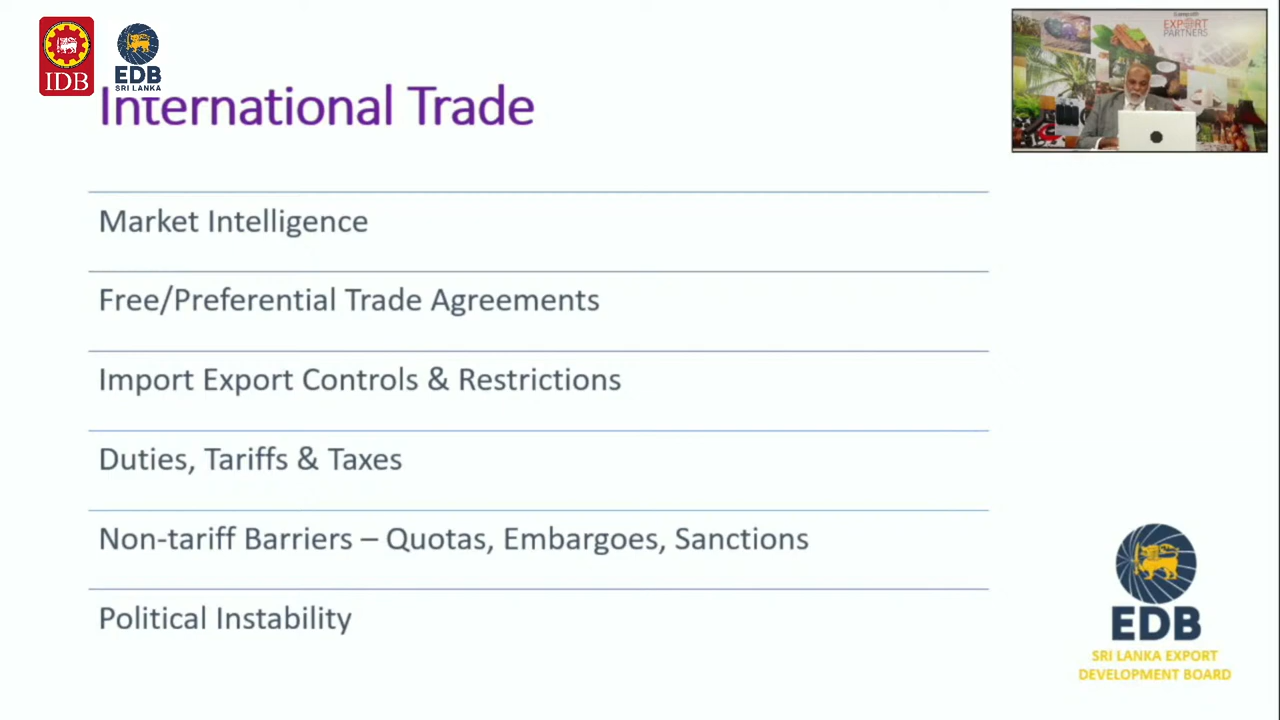 IDB
EDB
SRI LANKA
International Trade
EXPORT
PARTNERS
Market Intelligence
Free/Preferential Trade Agreements
Import Export Controls & Restrictions
Duties, Tariffs & Taxes
Non-tariff Barriers – Quotas, Embargoes, Sanctions
Political Instability
EDB
SRI LANKA EXPORT
DEVELOPMENT BOARD